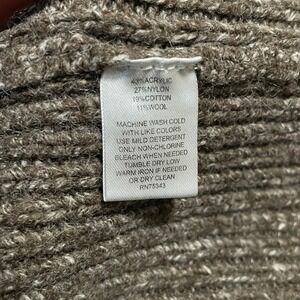 43%ACRYLIC
27%NYLON
19%COTTON
11%WOOL
MACHINE WASH COLD
WITH LIKE COLORS
USE MILD DETERGENT
ONLY NON-CHLORINE
BLEACH WHEN NEEDED
TUMBLE DRY LOW
WARM IRON IF NEEDED
OR DRY CLEAN
RN75343